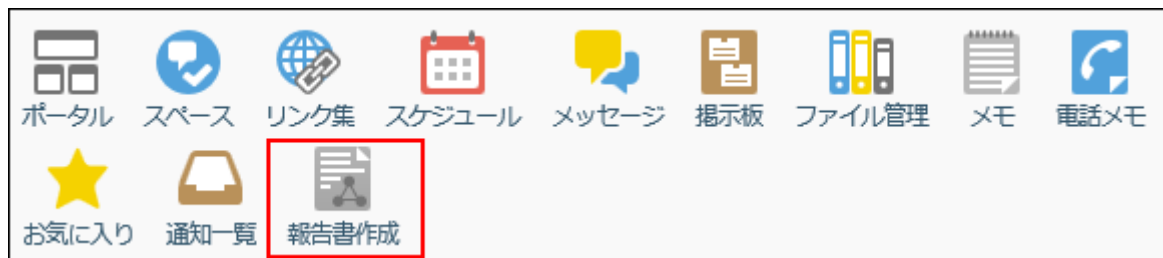 ポータル スペース リンク集 スケジュール メッセージ 掲示板 ファイル管理 メモ 電話メモ
お気に入り 通知一覧 報告書作成